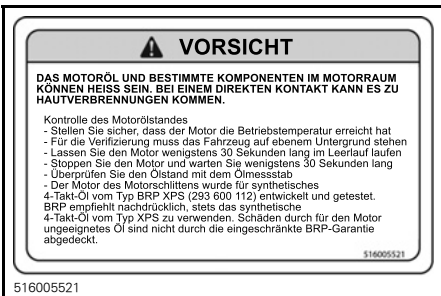 VORSICHT
DAS MOTORÖL UND BESTIMMTE KOMPONENTEN IM MOTORRAUM
KÖNNEN HEISS SEIN. BEI EINEM DIREKTEN KONTAKT KANN ES ZU
HAUTVERBRENNUNGEN KOMMEN.
Kontrolle des Motorölstandes
- Stellen Sie sicher, dass der Motor die Betriebstemperatur erreicht hat
- Für die Verifizierung muss das Fahrzeug auf ebenem Untergrund stehen
- Lassen Sie den Motor wenigstens 30 Sekunden lang im Leerlauf laufen
- Stoppen Sie den Motor und warten Sie wenigstens 30 Sekunden lang
- Überprüfen Sie den Ölstand mit dem Ölmessstab
- Der Motor des Motorschlittens wurde für synthetisches
4-Takt-Öl vom Typ BRP XPS (293 600 112) entwickelt und getestet.
BRP empfiehlt nachdrücklich, stets das synthetische
4-Takt-Öl vom Typ XPS zu verwenden. Schäden durch für den Motor
ungeeignetes Öl sind nicht durch die eingeschränkte BRP-Garantie
abgedeckt.
516005521
516005521